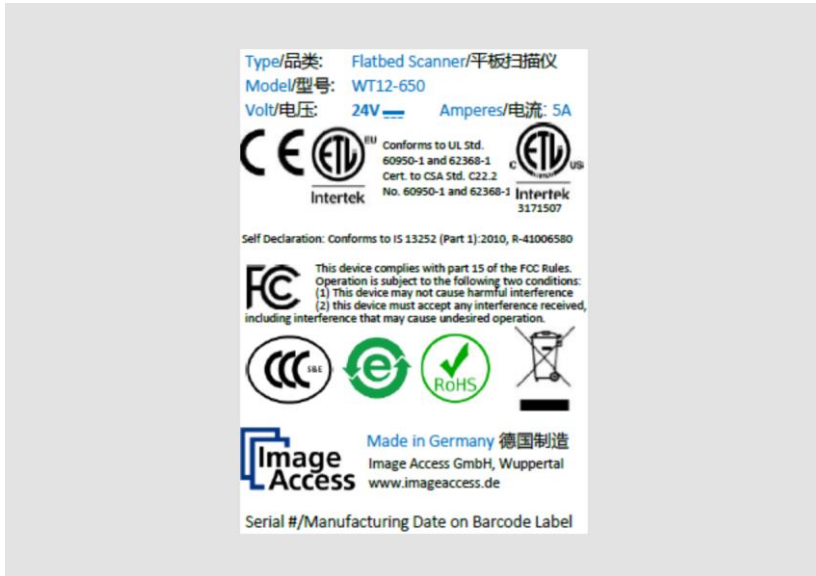 Type/品类: Flatbed Scanner/平板扫描仪
Model/型号: WT12-650
Volt/电压: 24V Amperes/电流: 5A
CE ETL EU Intertek
Conforms to UL Std.
60950-1 and 62368-1
Cert. to CSA Std. C22.2
No. 60950-1 and 62368-1
C ETL US Intertek
3171507
Self Declaration: Conforms to IS 13252 (Part 1):2010, R-41006580
FC This device complies with part 15 of the FCC Rules.
Operation is subject to the following two conditions:
(1) This device may not cause harmful interference
(2) this device must accept any interference received,
including interference that may cause undesired operation.
CCC S&E e RoHS
Image Access
Made in Germany 德国制造
Image Access GmbH, Wuppertal
www.imageaccess.de
Serial #/Manufacturing Date on Barcode Label